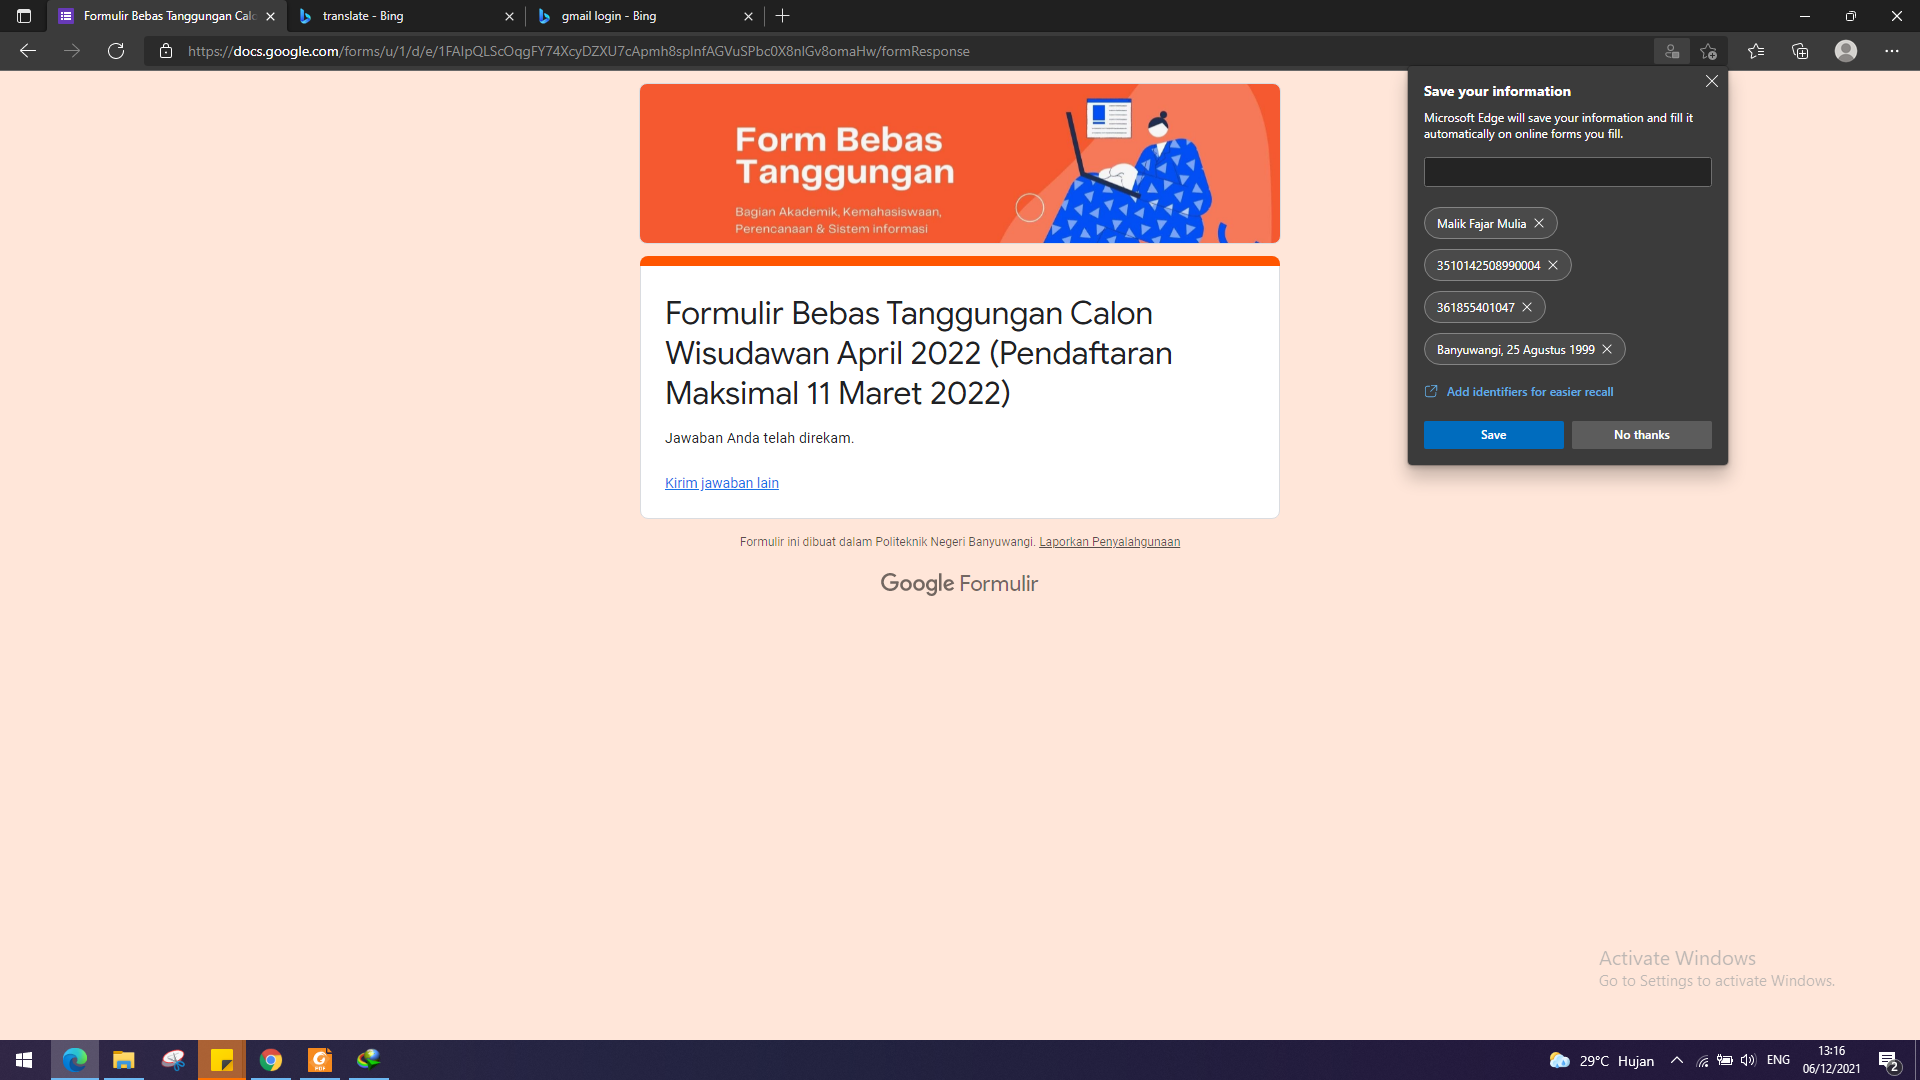 Formulir Bebas Tanggungan Calo
translate - Bing
gmail login - Bing
https://docs.google.com/forms/u/1/d/e/1FAIpQLScOqgFY74XcyDZXU7cApmh8splnfAGVuSPbc0X8nlGv8omaHw/formResponse
Form Bebas
Tanggungan
Bagian Akademik, Kemahasiswaan,
Perencanaan & Sistem informasi
Formulir Bebas Tanggungan Calon
Wisudawan April 2022 (Pendaftaran
Maksimal 11 Maret 2022)
Jawaban Anda telah direkam.
Kirim jawaban lain
Formulir ini dibuat dalam Politeknik Negeri Banyuwangi. Laporkan Penyalahgunaan
Google Formulir
Save your information
Microsoft Edge will save your information and fill it
automatically on online forms you fill.
Malik Fajar Mulia
3510142508990004
361855401047
Banyuwangi, 25 Agustus 1999
Add identifiers for easier recall
Save
No thanks
Activate Windows
Go to Settings to activate Windows.
29°C Hujan
ENG
13:16
06/12/2021
2